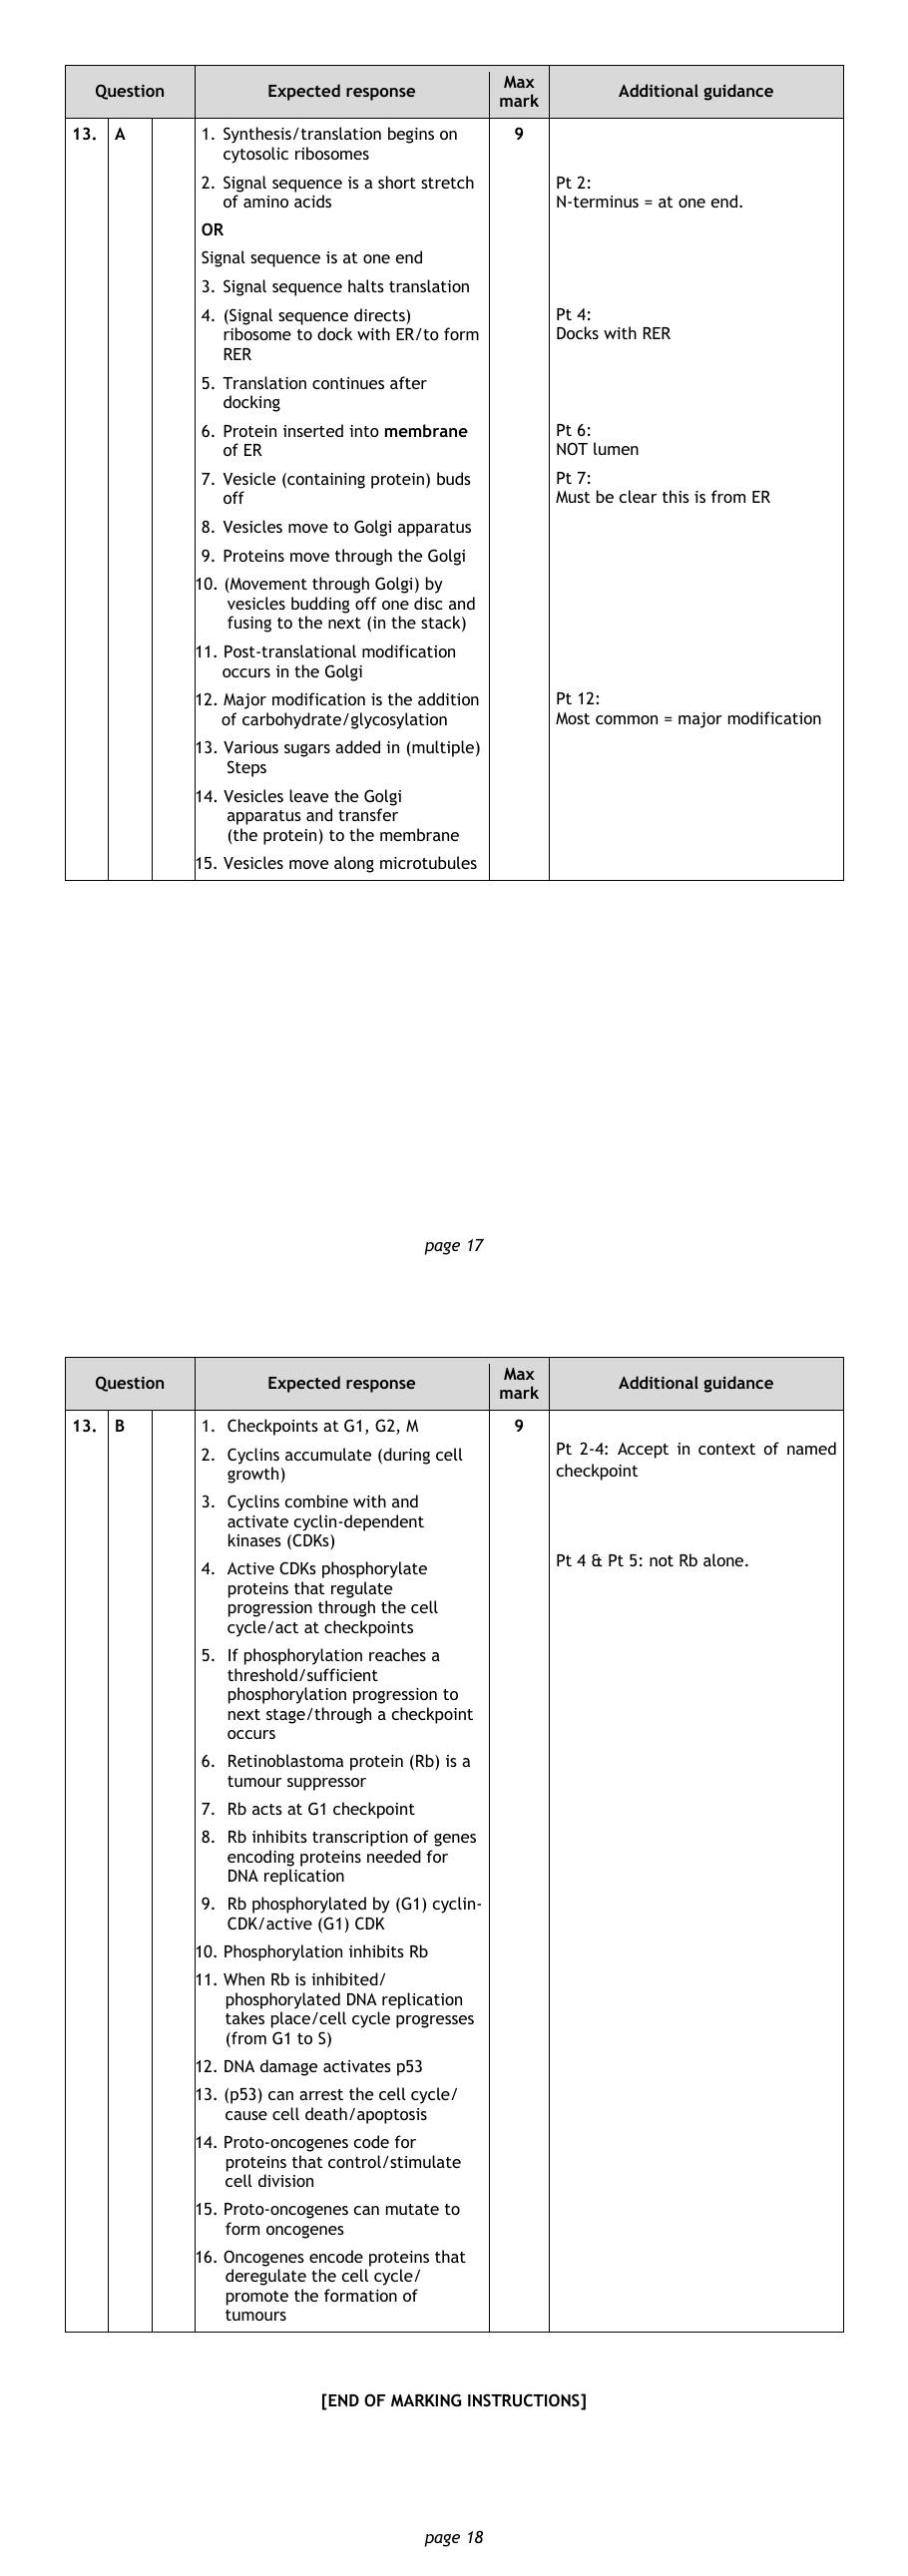 Question Expected response Max mark Additional guidance
13. A 1. Synthesis/translation begins on 9
cytosolic ribosomes
2. Signal sequence is a short stretch Pt 2:
of amino acids N-terminus = at one end.
OR
Signal sequence is at one end
3. Signal sequence halts translation
4. (Signal sequence directs) Pt 4:
ribosome to dock with ER/to form Docks with RER
RER
5. Translation continues after
docking
6. Protein inserted into membrane Pt 6:
of ER NOT lumen
7. Vesicle (containing protein) buds Pt 7:
off Must be clear this is from ER
8. Vesicles move to Golgi apparatus
9. Proteins move through the Golgi
10. (Movement through Golgi) by
vesicles budding off one disc and
fusing to the next (in the stack)
11. Post-translational modification
occurs in the Golgi
12. Major modification is the addition Pt 12:
of carbohydrate/glycosylation Most common = major modification
13. Various sugars added in (multiple)
Steps
14. Vesicles leave the Golgi
apparatus and transfer
(the protein) to the membrane
15. Vesicles move along microtubules
page 17
Question Expected response Max mark Additional guidance
13. B 1. Checkpoints at G1, G2, M 9
2. Cyclins accumulate (during cell Pt 2-4: Accept in context of named
growth) checkpoint
3. Cyclins combine with and
activate cyclin-dependent
kinases (CDKs)
4. Active CDKs phosphorylate Pt 4 & Pt 5: not Rb alone.
proteins that regulate
progression through the cell
cycle/act at checkpoints
5. If phosphorylation reaches a
threshold/sufficient
phosphorylation progression to
next stage/through a checkpoint
occurs
6. Retinoblastoma protein (Rb) is a
tumour suppressor
7. Rb acts at G1 checkpoint
8. Rb inhibits transcription of genes
encoding proteins needed for
DNA replication
9. Rb phosphorylated by (G1) cyclin-
CDK/active (G1) CDK
10. Phosphorylation inhibits Rb
11. When Rb is inhibited/
phosphorylated DNA replication
takes place/cell cycle progresses
(from G1 to S)
12. DNA damage activates p53
13. (p53) can arrest the cell cycle/
cause cell death/apoptosis
14. Proto-oncogenes code for
proteins that control/stimulate
cell division
15. Proto-oncogenes can mutate to
form oncogenes
16. Oncogenes encode proteins that
deregulate the cell cycle/
promote the formation of
tumours
[END OF MARKING INSTRUCTIONS]
page 18